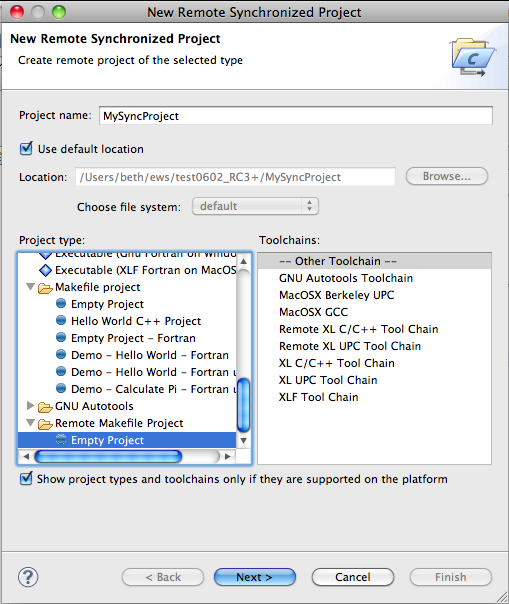 New Remote Synchronized Project
New Remote Synchronized Project
Create remote project of the selected type
C
Project name: MySyncProject
Use default location
Location: /Users/beth/ews/test0602_RC3+/MySyncProject Browse...
Choose file system: default
Project type:
Executable (Gnu Fortran on Windo
Executable (XLF Fortran on MacOS
Makefile project
Empty Project
Hello World C++ Project
Empty Project - Fortran
Demo - Hello World - Fortran
Demo - Hello World - Fortran u
Demo - Calculate Pi - Fortran u
GNU Autotools
Remote Makefile Project
Empty Project
Toolchains:
-- Other Toolchain --
GNU Autotools Toolchain
MacOSX Berkeley UPC
MacOSX GCC
Remote XL C/C++ Tool Chain
Remote XL UPC Tool Chain
XL C/C++ Tool Chain
XL UPC Tool Chain
XLF Tool Chain
Show project types and toolchains only if they are supported on the platform
? < Back Next > Cancel Finish